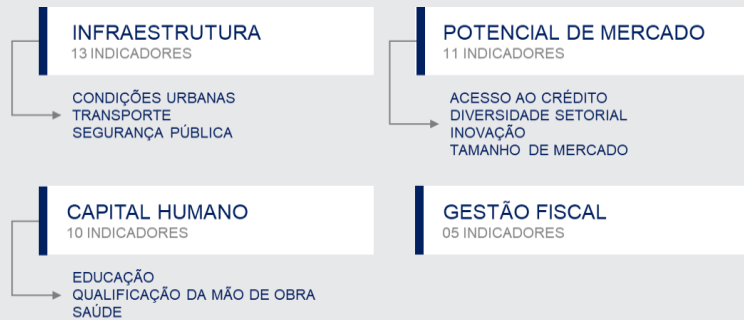 INFRAESTRUTURA
13 INDICADORES
CONDIÇÕES URBANAS
TRANSPORTE
SEGURANÇA PÚBLICA
POTENCIAL DE MERCADO
11 INDICADORES
ACESSO AO CRÉDITO
DIVERSIDADE SETORIAL
INOVAÇÃO
TAMANHO DE MERCADO
CAPITAL HUMANO
10 INDICADORES
EDUCAÇÃO
QUALIFICAÇÃO DA MÃO DE OBRA
SAÚDE
GESTÃO FISCAL
05 INDICADORES